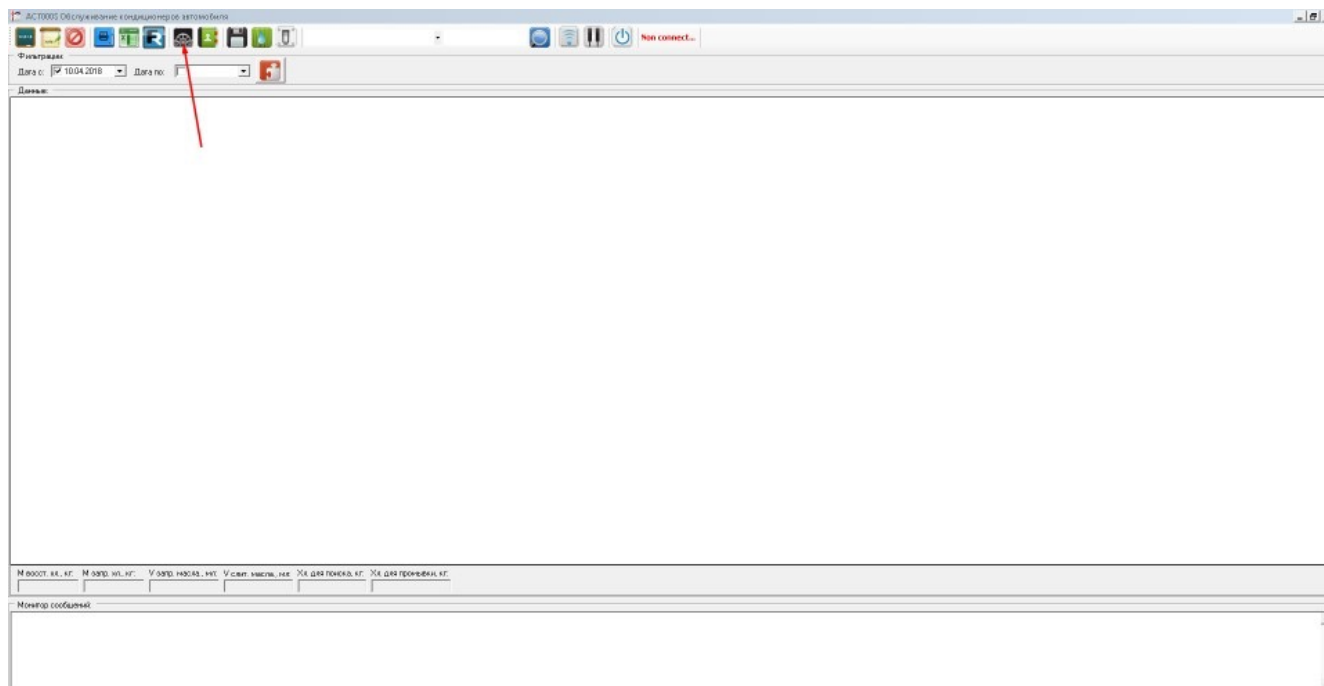 Обслуживание кондиционеров автомобиля
Non connect...
Фильтрация:
Дата с: 10.04.2018 Дата по:
Данные:
М восст. хл., кг: М запр. хл., кг: V запр. масла, мл: V слит. масла, мл: Хл. для поиска, кг: Хл. для промывки, кг:
Монитор сообщений: